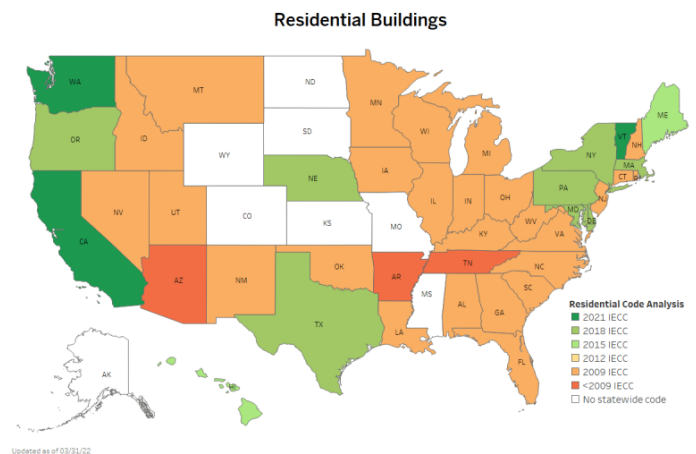 Residential Buildings
WA
MT
ND
MN
ME
OR
ID
SD
WI
VT
NH
WY
MI
NY
MA
NE
IA
CT
PA
NV
UT
CO
IL
IN
OH
NJ
KS
MO
MD
DE
WV
VA
CA
KY
AZ
NM
OK
AR
TN
NC
SC
MS
AL
GA
TX
LA
FL
AK
HI
Residential Code Analysis
2021 IECC
2018 IECC
2015 IECC
2012 IECC
2009 IECC
<2009 IECC
No statewide code
Updated as of 03/31/22